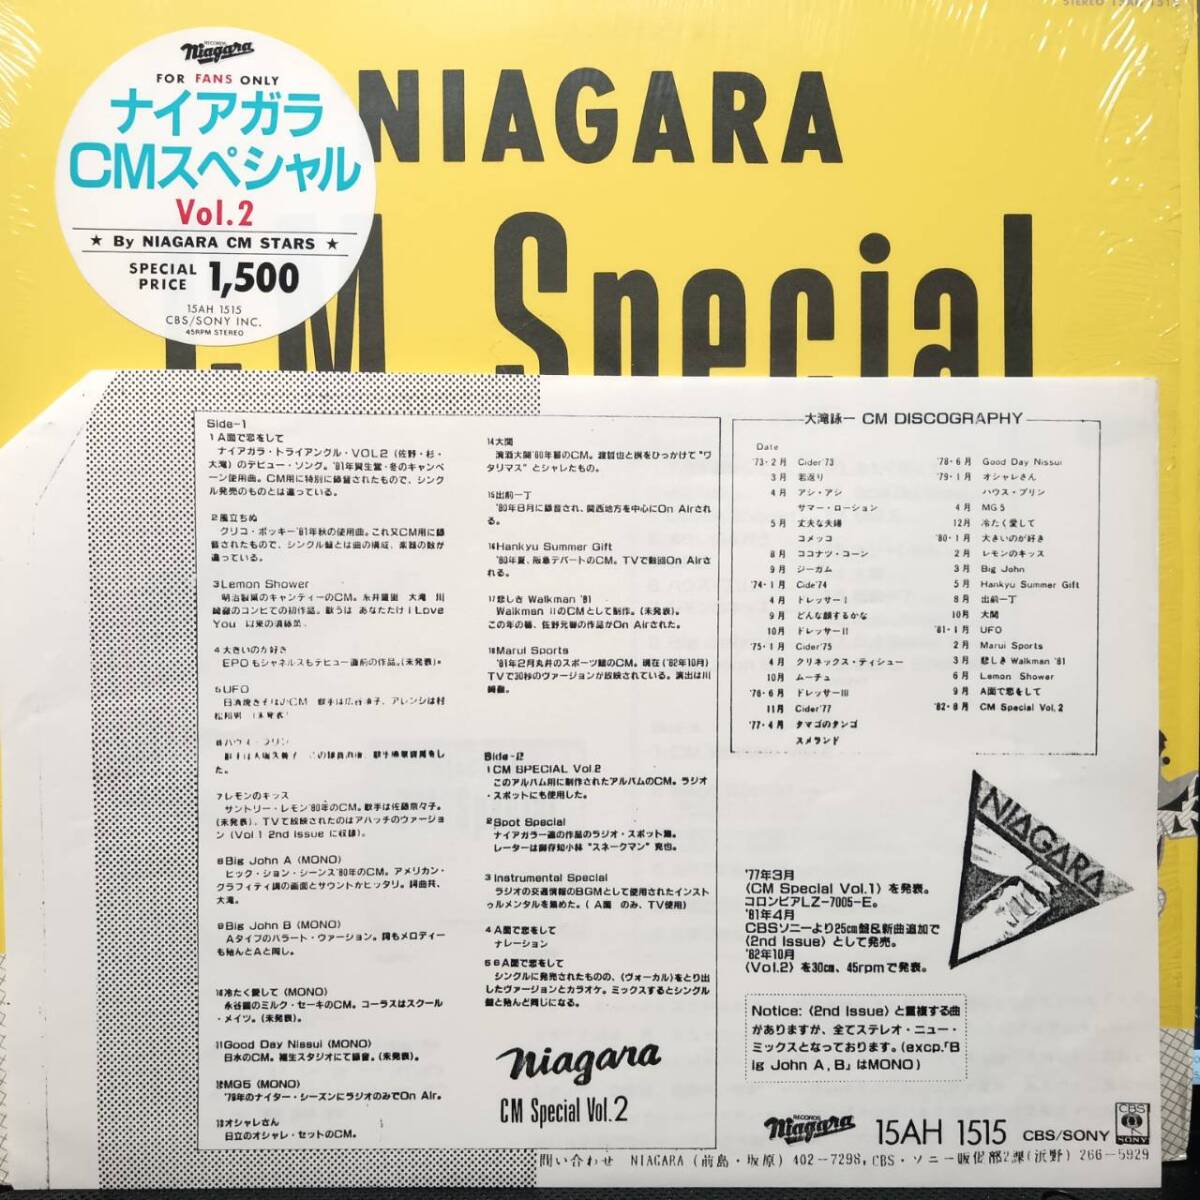 STEREO 15AH 1515
NIAGARA
CM Special
RECORDS
Niagara
FOR FANS ONLY
ナイアガラ
CMスペシャル
Vol.2
★ By NIAGARA CM STARS ★
SPECIAL
PRICE 1,500
15AH 1515
CBS/SONY INC.
45RPM STEREO
Side-1
1 A面で恋をして
ナイアガラ・トライアングル・VOL2(佐野・杉・
大滝)のデビュー・ソング。'81年資生堂・冬のキャンペ
ーン使用曲。CM用に特別に録音されたもので、シング
ル発売のものとは違っている。
2 風立ちぬ
グリコ・ポッキー'81年秋の使用曲。これ又CM用に録
音されたもので、シングル盤とは曲の構成、楽器の数が
違っている。
3 Lemon Shower
明治製菓のキャンティーのCM。糸井重里 大滝 川
崎徹のコンビでの初作品。歌うは あなただけ I Love
You 以来の須藤薫。
4 大きいのが好き
EPOもシャネルズもデビュー直前の作品。(未発表)。
5 UFO
日清焼きそばのCM 歌手は
松利男 (未発表)
6 ハウス・プリン
た。
7 レモンのキッス
サントリー・レモン'80年のCM。歌手は佐藤奈々子。
(未発表)、TVで放映されたのはアパッチのヴァージョン
(Vol 1 2nd Issue に収録)。
8 Big John A (MONO)
ヒック・ション・シーンス'80年のCM。アメリカン・
グラフィティ調の画面とサウンドがピッタリ。詞曲共、
大滝。
9 Big John B (MONO)
Aタイプのバラード・ヴァージョン。詞もメロディー
も殆んどAと同じ。
10 冷たく愛して (MONO)
永谷園のミルク・セーキのCM。コーラスはスクール
・メイツ。(未発表)。
11 Good Day Nissui (MONO)
日水のCM。福生スタジオにて録音。(未発表)。
12 MG5 (MONO)
'79年のナイター・シーズンにラジオのみでOn Air。
13 オシャレさん
日立のオシャレ・セットのCM。
14 大関
清酒大関'80年暮のCM。渡哲也と桝をひっかけて"ワ
タリマス"とシャレたもの。
15 出前一丁
'80年8月に録音され、関西地方を中心にOn Airされ
る。
16 Hankyu Summer Gift
'80年夏、阪急デパートのCM。TVで数回On Airさ
れる。
17 悲しきWalkman '81
Walkman IIのCMとして制作。(未発表)。
この年の暮、佐野元春の作品がOn Airされた。
18 Marui Sports
'81年2月丸井のスポーツ館のCM。現在('82年10月)
TVで30秒のヴァージョンが放映されている。演出は川
崎徹。
Side-2
1 CM SPECIAL Vol.2
このアルバム用に制作されたアルバムのCM。ラジオ
・スポットにも使用した。
2 Spot Special
ナイアガラ一連の作品のラジオ・スポット集。
レーターは御存知小林 "スネークマン" 克也。
3 Instrumental Special
ラジオの交通情報のBGMとして使用されたインスト
ゥルメンタルを集めた。(A面 のみ、TV使用)
4 A面で恋をして
ナレーション
5 6 A面で恋をして
シングルに発売されたものの、(ヴォーカル)をとり出
したヴァージョンとカラオケ。ミックスするとシングル
盤と殆んど同じになる。
Niagara
CM Special Vol.2
大滝詠一 CM DISCOGRAPHY
Date
'73・2月 Cider'73
3月 若返り
4月 アシ・アシ
サマー・ローション
5月 丈夫な夫婦
コメッコ
8月 ココナツ・コーン
9月 ジーガム
'74・1月 Cide'74
4月 ドレッサーI
9月 どんな顔するかな
10月 ドレッサーII
'75・1月 Cider'75
4月 クリネックス・ティシュー
10月 ムーチュ
'76・6月 ドレッサーIII
11月 Cider'77
'77・4月 タマゴのタンゴ
スメランド
'78・6月 Good Day Nissui
'79・1月 オシャレさん
ハウス・プリン
4月 MG5
12月 冷たく愛して
'80・1月 大きいのが好き
2月 レモンのキッス
3月 Big John
5月 Hankyu Summer Gift
8月 出前一丁
10月 大関
'81・1月 UFO
2月 Marui Sports
3月 悲しきWalkman '81
6月 Lemon Shower
9月 A面で恋をして
'82・8月 CM Special Vol.2
NIAGARA
'77年3月
〈CM Special Vol.1〉を発表。
コロンビアLZ-7005-E。
'81年4月
CBSソニーより25cm盤&新曲追加で
〈2nd Issue〉として発売。
'82年10月
〈Vol.2〉を30cm、45rpmで発表。
Notice:〈2nd Issue〉と重複する曲
がありますが、全てステレオ・ニュー・
ミックスとなっております。(excp.「B
ig John A, B」はMONO)
RECORDS
Niagara 15AH 1515 CBS/SONY
CBS
SONY
問い合わせ NIAGARA (前島・坂原) 402-7298, CBS・ソニー販促部2課(浜野) 266-5929